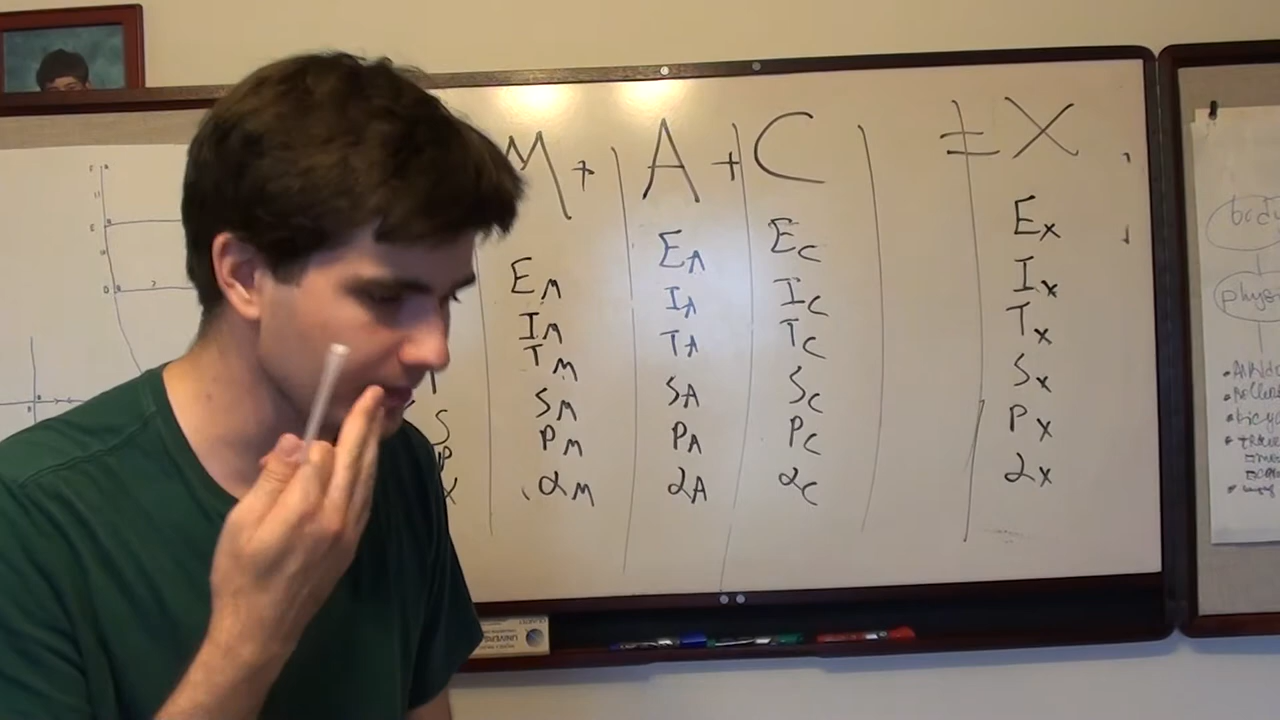 M + A + C ≠ X
E_M E_A E_C E_X
I_M I_A I_C I_X
T_M T_A T_C T_X
S S_M S_A S_C S_X
P P_M P_A P_C P_X
α_M α_A α_C α_X
UNIVERS